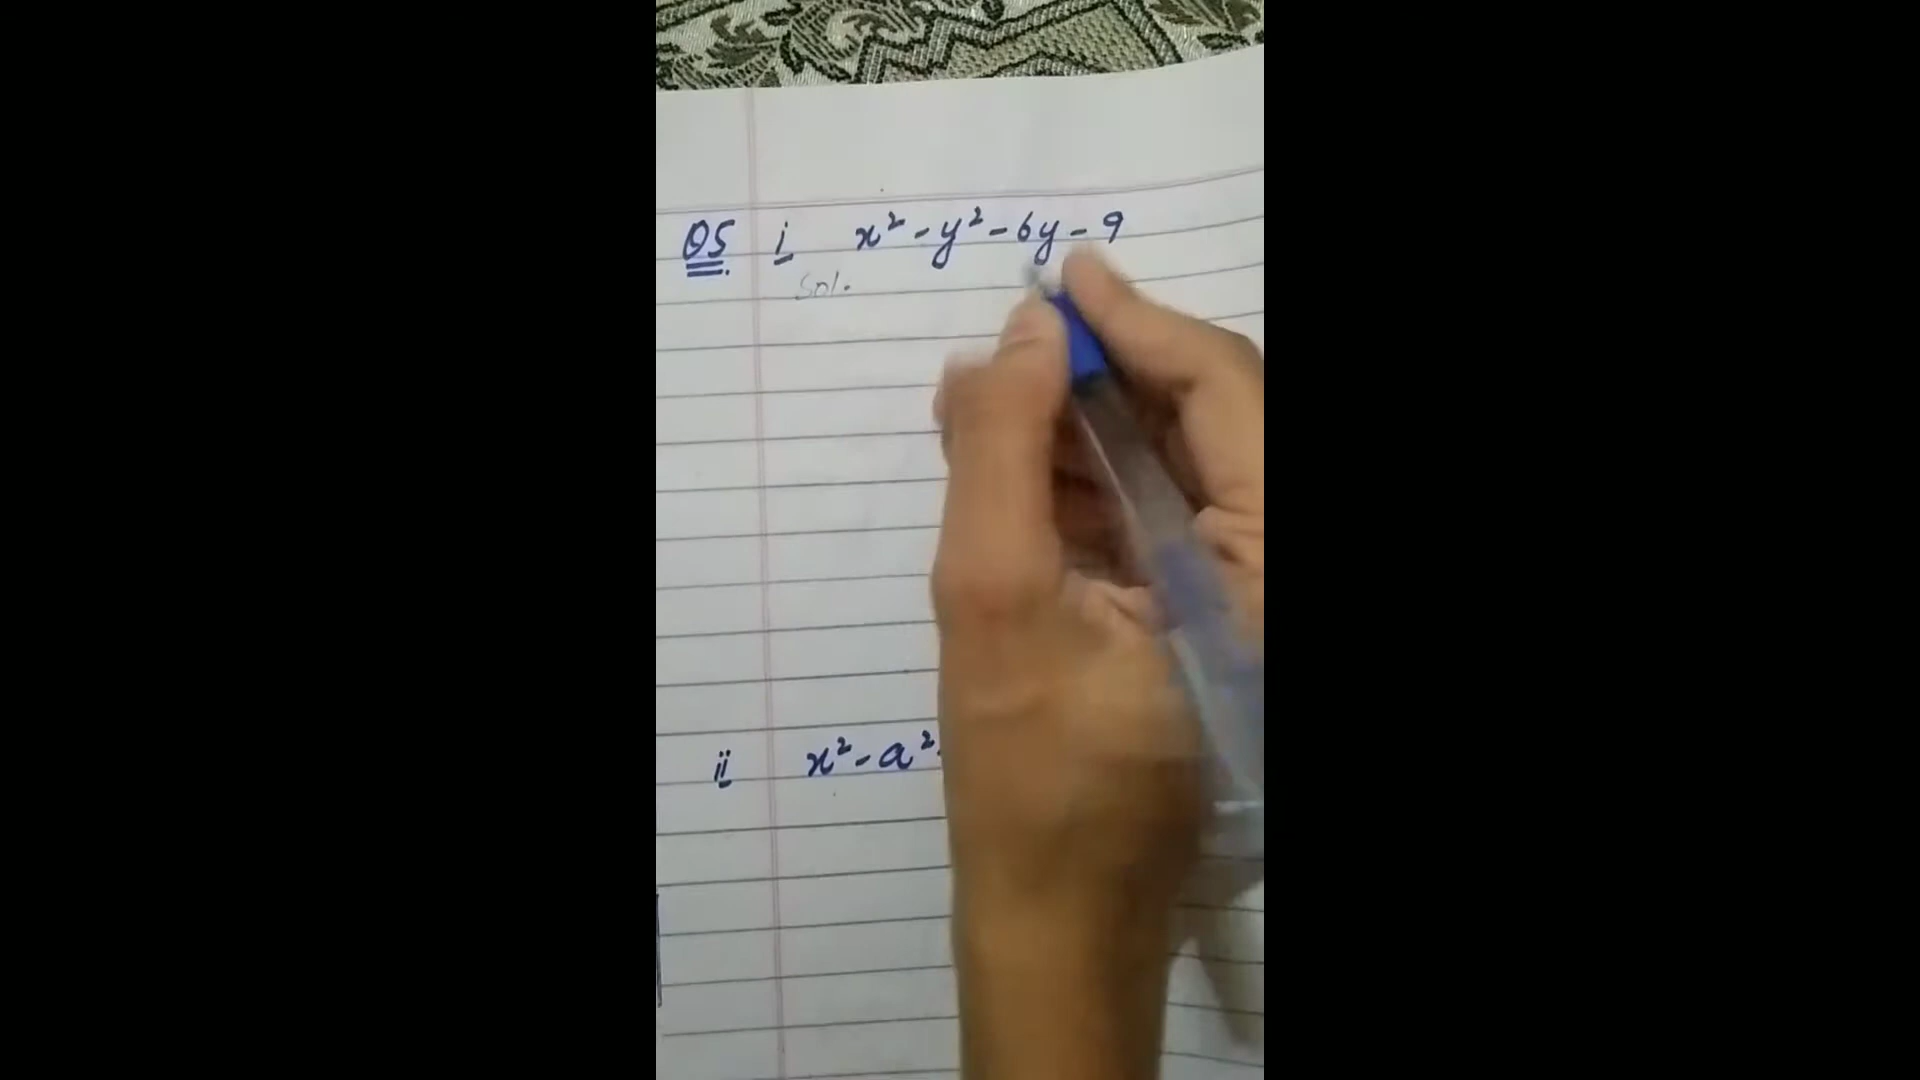 Q5. i x² - y² - 6y - 9
Sol.
ii x² - a²